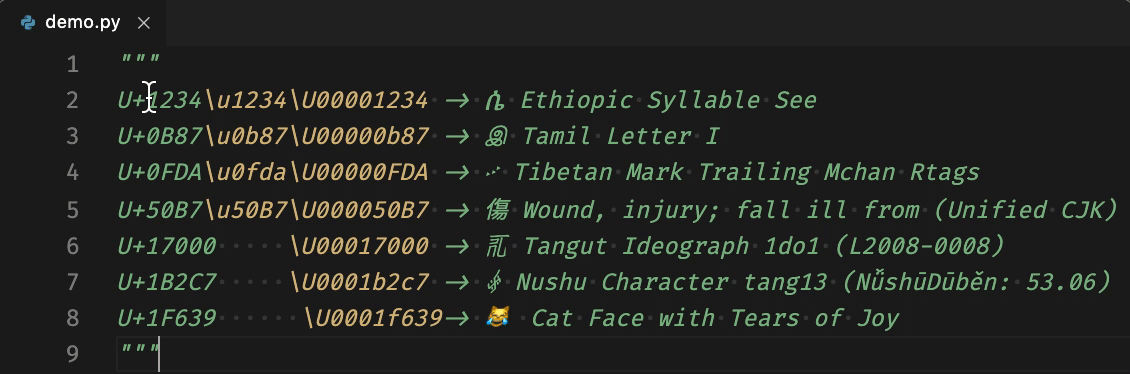 demo.py
1 """
2 U+1234\u1234\U00001234 -> ሴ Ethiopic Syllable See
3 U+0B87\u0b87\U00000b87 -> இ Tamil Letter I
4 U+0FDA\u0fda\U00000FDA -> ࿚ Tibetan Mark Trailing Mchan Rtags
5 U+50B7\u50B7\U000050B7 -> 傷 Wound, injury; fall ill from (Unified CJK)
6 U+17000 \U00017000 -> 𗀀 Tangut Ideograph 1do1 (L2008-0008)
7 U+1B2C7 \U0001b2c7 -> 𛋇 Nushu Character tang13 (NǚshūDúběn: 53.06)
8 U+1F639 \U0001f639-> 😹 Cat Face with Tears of Joy
9 """